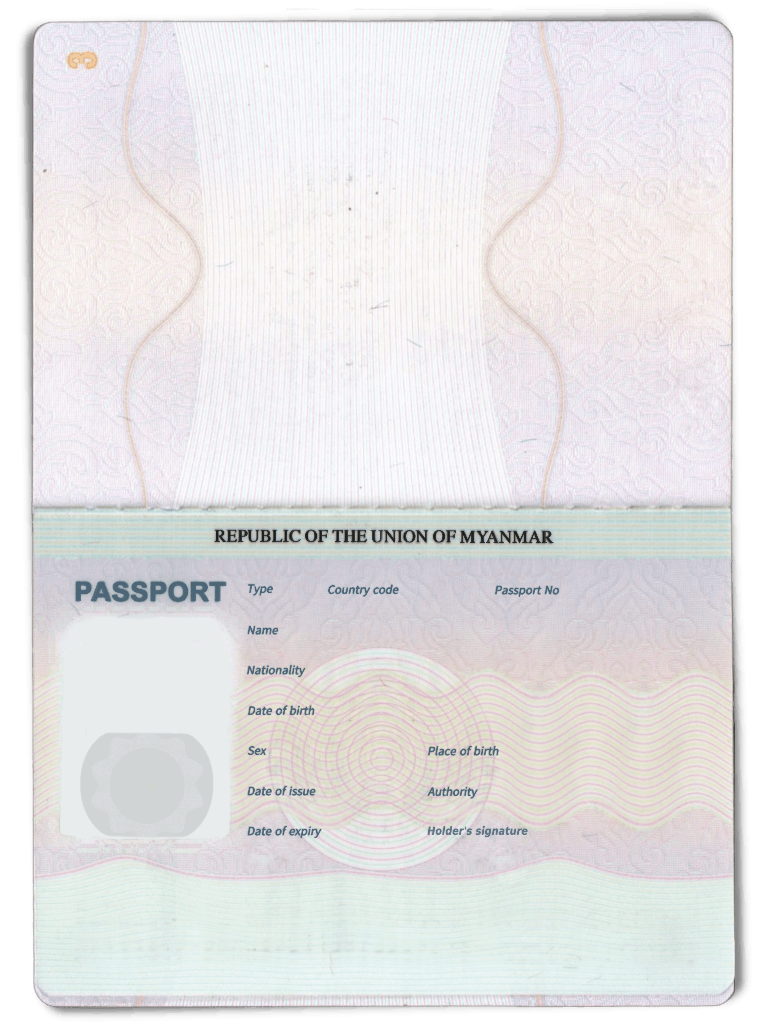 3
REPUBLIC OF THE UNION OF MYANMAR
PASSPORT
Type Country code Passport No
Name
Nationality
Date of birth
Sex Place of birth
Date of issue Authority
Date of expiry Holder's signature